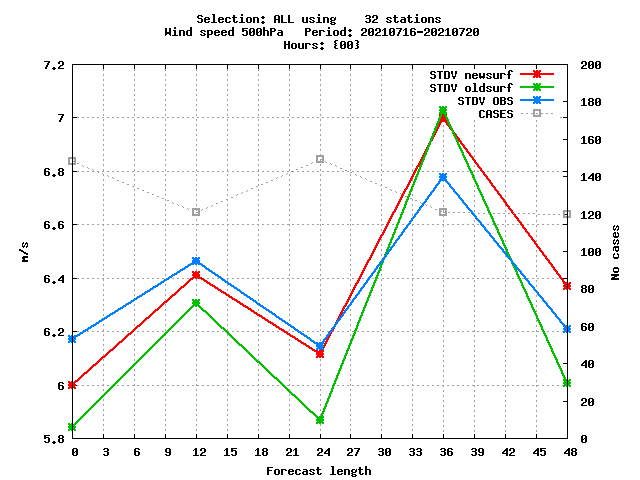 Selection: ALL using    32 stations
Wind speed 500hPa   Period: 20210716-20210720
Hours: {00}
STDV newsurf
STDV oldsurf
STDV OBS
CASES
7.2
7
6.8
6.6
6.4
6.2
6
5.8
m/s
200
180
160
140
120
100
80
60
40
20
0
No cases
0 3 6 9 12 15 18 21 24 27 30 33 36 39 42 45 48
Forecast length